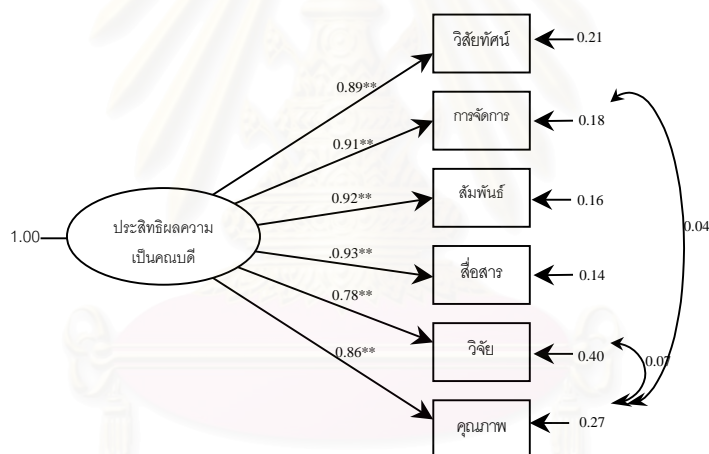 วิสัยทัศน์
0.21
0.89**
การจัดการ
0.18
0.91**
สัมพันธ์
0.16
0.92**
0.04
1.00
ประสิทธิผลความ
เป็นคณบดี
.0.93**
สื่อสาร
0.14
0.78**
วิจัย
0.40
0.07
0.86**
คุณภาพ
0.27